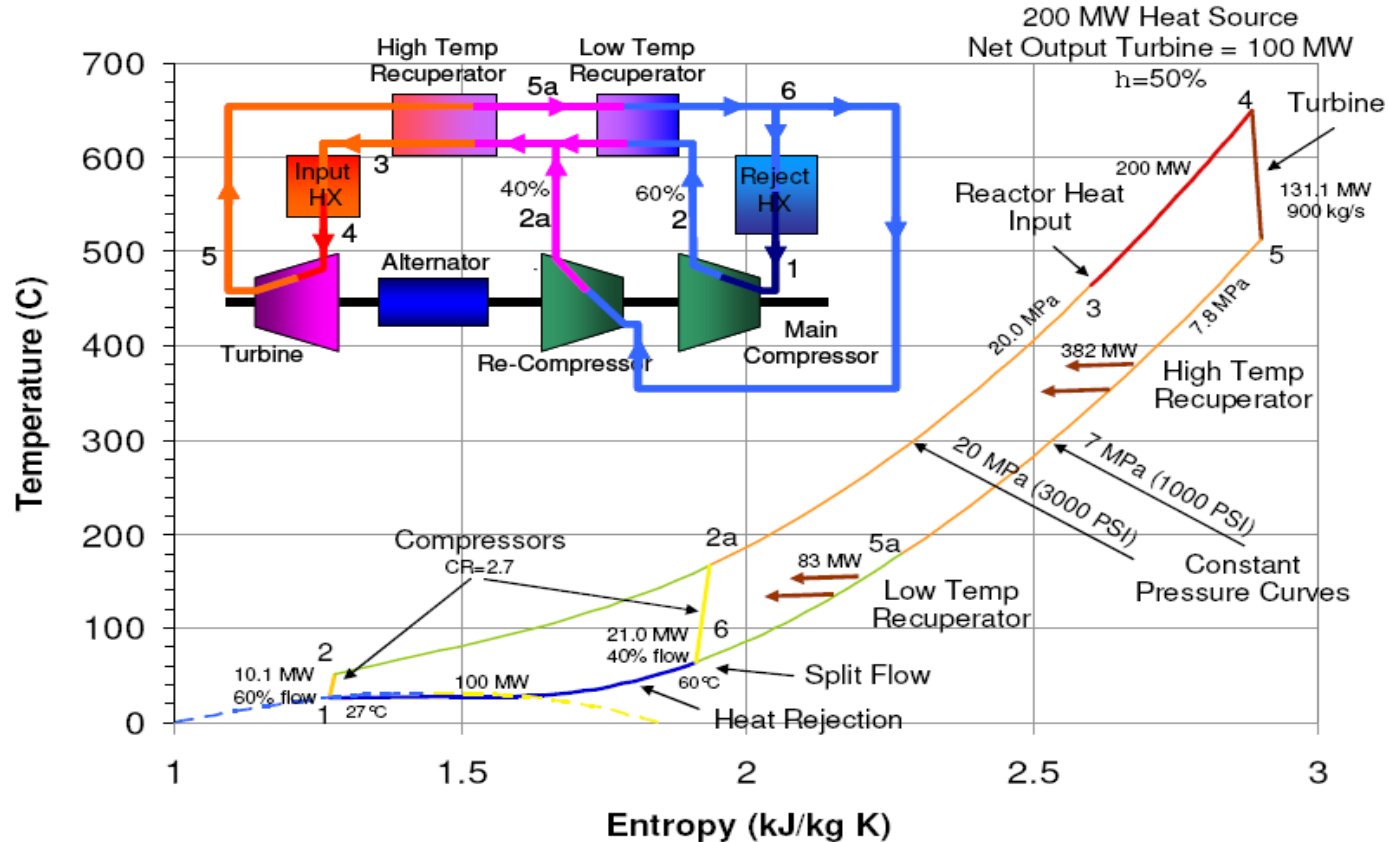 200 MW Heat Source
Net Output Turbine = 100 MW
h=50%
High Temp
Recuperator
Low Temp
Recuperator
5a
6
4
Turbine
3
Input
HX
40%
2a
60%
2
Reject
HX
200 MW
131.1 MW
900 kg/s
Reactor Heat
Input
5
4
Alternator
1
5
3
Turbine
Re-Compressor
Main
Compressor
20.0 MPa
7.8 MPa
382 MW
High Temp
Recuperator
20 MPa (3000 PSI)
7 MPa (1000 PSI)
Constant
Pressure Curves
Compressors
CR=2.7
2a
5a
83 MW
Low Temp
Recuperator
2
10.1 MW
60% flow
1
27°C
100 MW
21.0 MW
40% flow
6
60°C
Split Flow
Heat Rejection
Temperature (C)
700
600
500
400
300
200
100
0
1
1.5
2
2.5
3
Entropy (kJ/kg K)